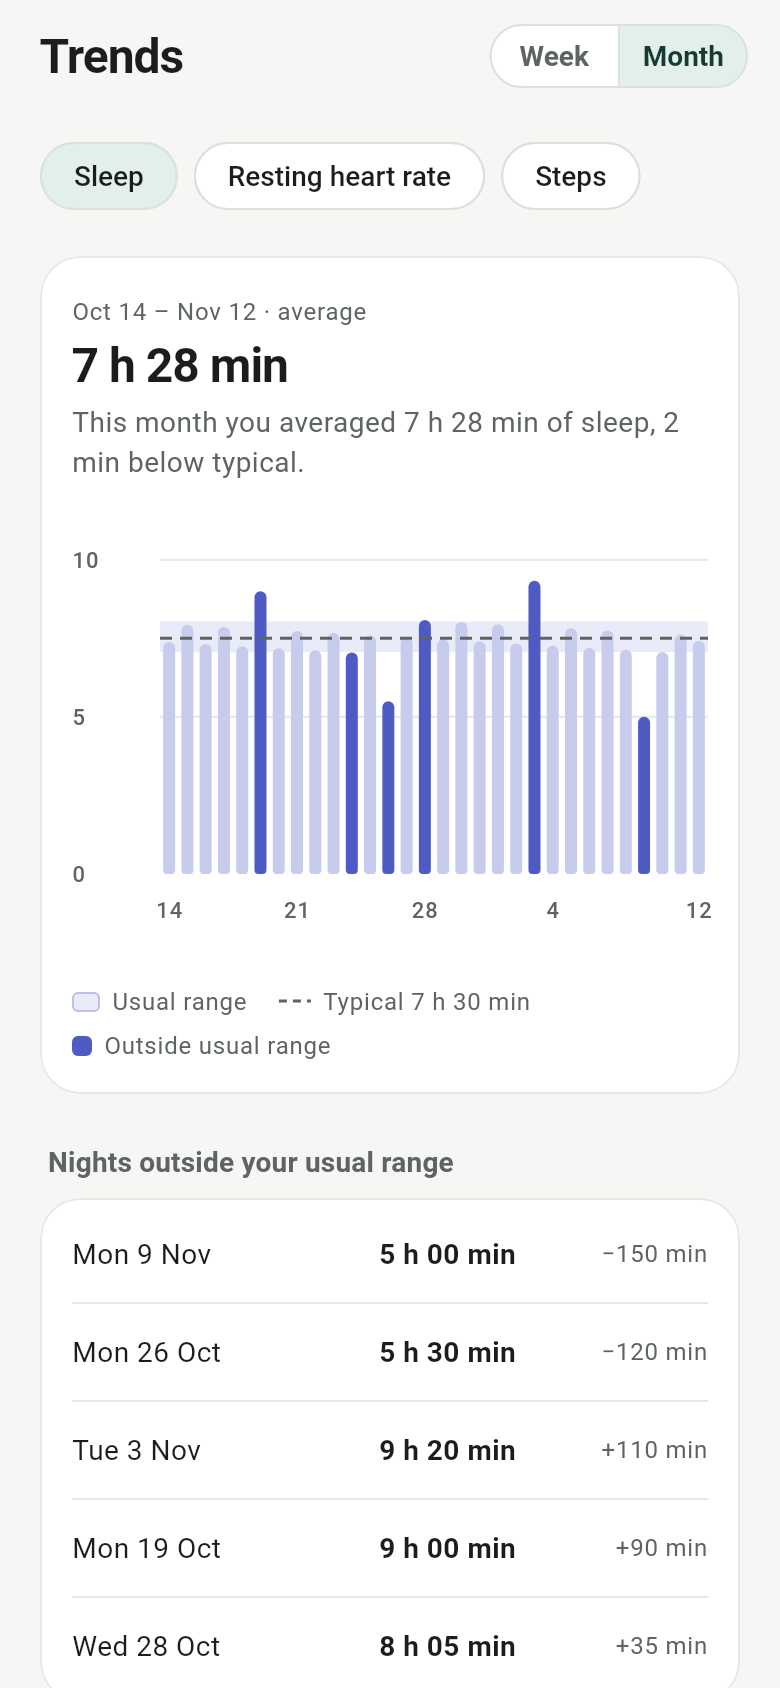 Trends
Week
Month
Sleep
Resting heart rate
Steps
Oct 14 – Nov 12 · average
7 h 28 min
This month you averaged 7 h 28 min of sleep, 2
min below typical.
10
5
0
14 21 28 4 12
Usual range
Typical 7 h 30 min
Outside usual range
Nights outside your usual range
Mon 9 Nov 5 h 00 min −150 min
Mon 26 Oct 5 h 30 min −120 min
Tue 3 Nov 9 h 20 min +110 min
Mon 19 Oct 9 h 00 min +90 min
Wed 28 Oct 8 h 05 min +35 min